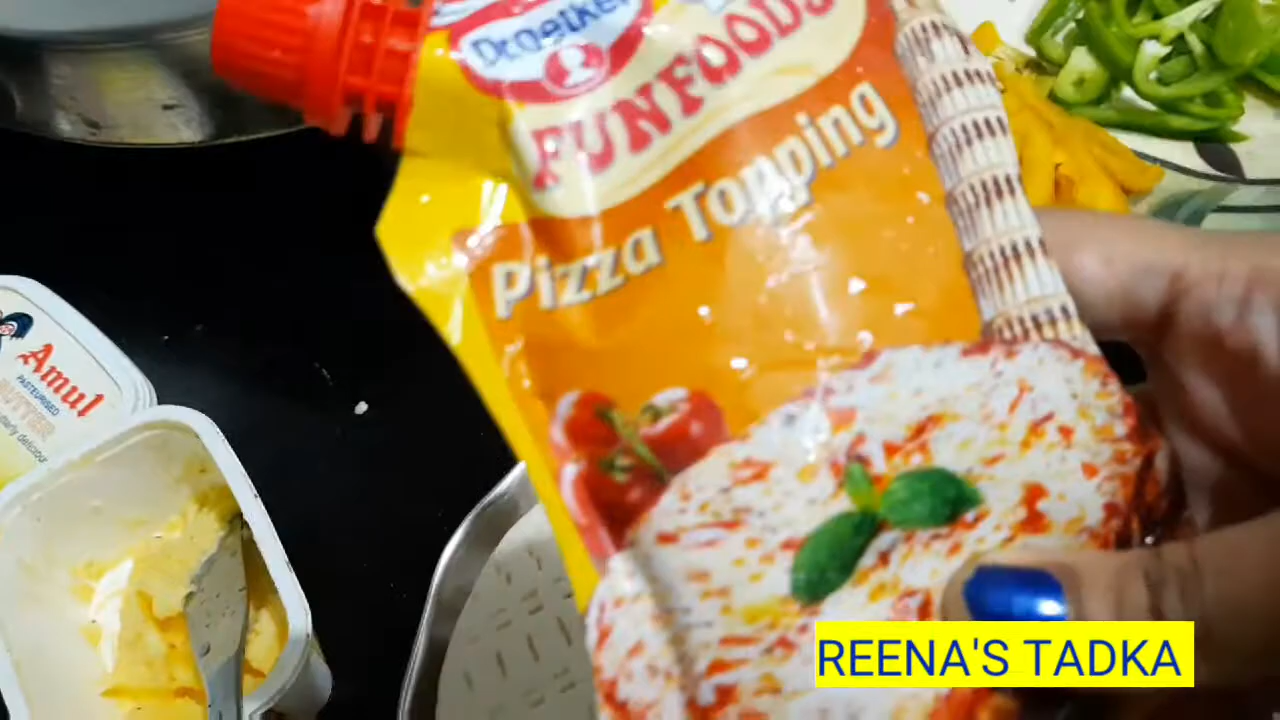 Dr.Oetker
FUNFOODS
Pizza Topping
Amul
PASTEURISED
BUTTER
REENA'S TADKA